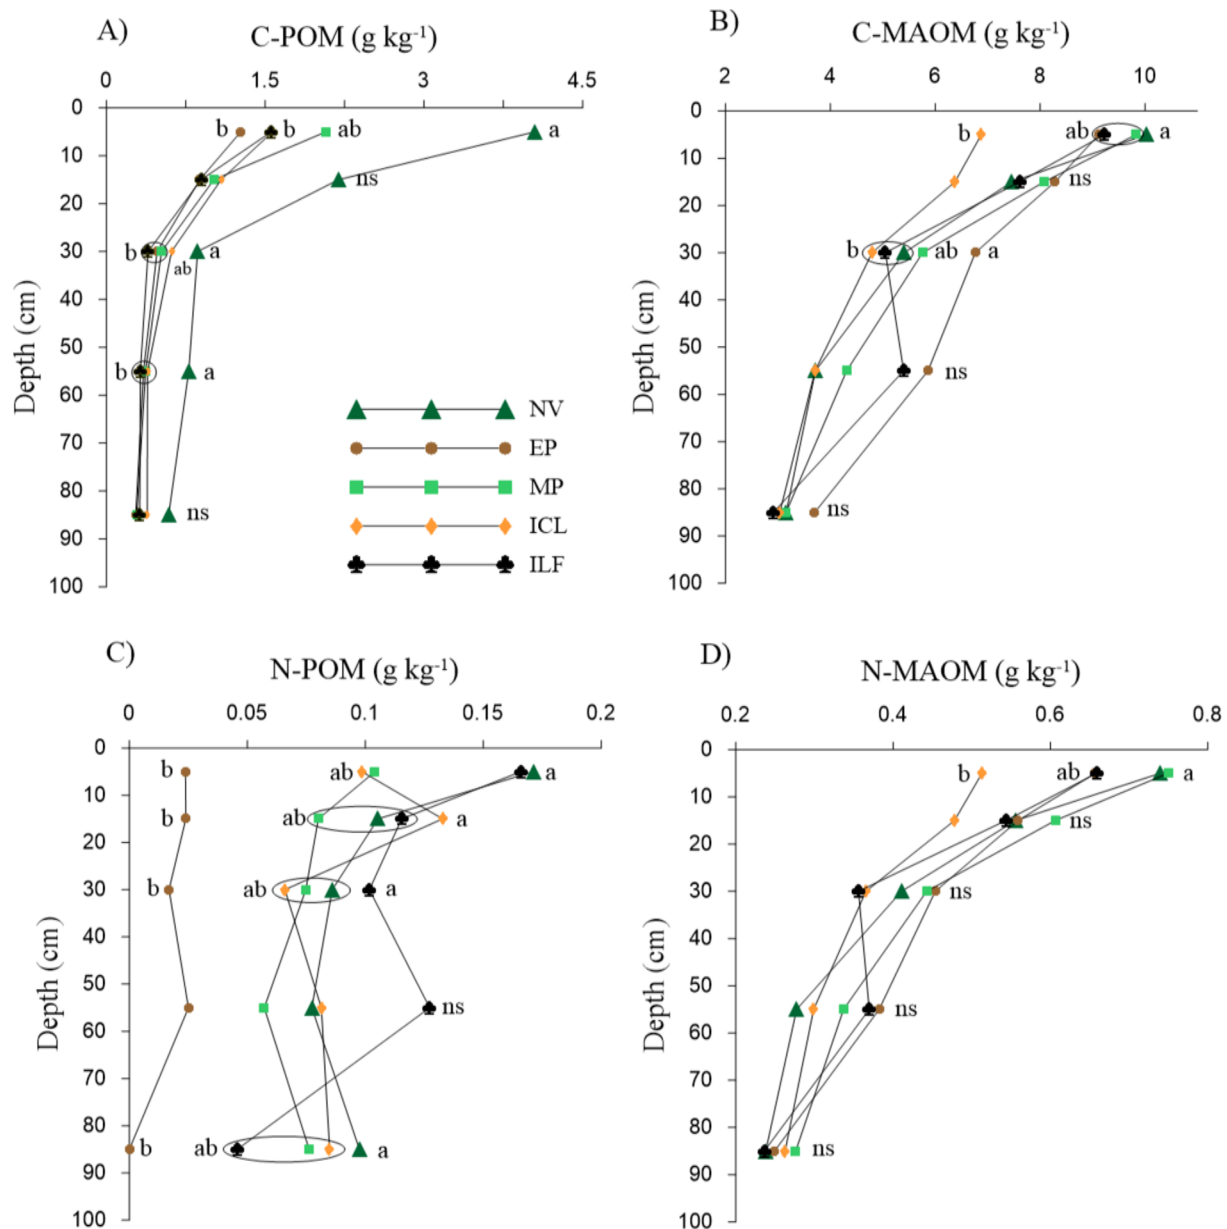 A)
C-POM (g kg⁻¹)
0 1.5 3 4.5
0
10
20
30
40
50
60
70
80
90
100
Depth (cm)
b b ab a
ns
b a
ab
b a
ns
NV
EP
MP
ICL
ILF
B)
C-MAOM (g kg⁻¹)
2 4 6 8 10
0
10
20
30
40
50
60
70
80
90
100
Depth (cm)
b ab a
ns
b ab a
ns
ns
C)
N-POM (g kg⁻¹)
0 0.05 0.1 0.15 0.2
0
10
20
30
40
50
60
70
80
90
100
Depth (cm)
b ab a
b ab a
b ab a
ns
b ab a
D)
N-MAOM (g kg⁻¹)
0.2 0.4 0.6 0.8
0
10
20
30
40
50
60
70
80
90
100
Depth (cm)
b ab a
ns
ns
ns
ns